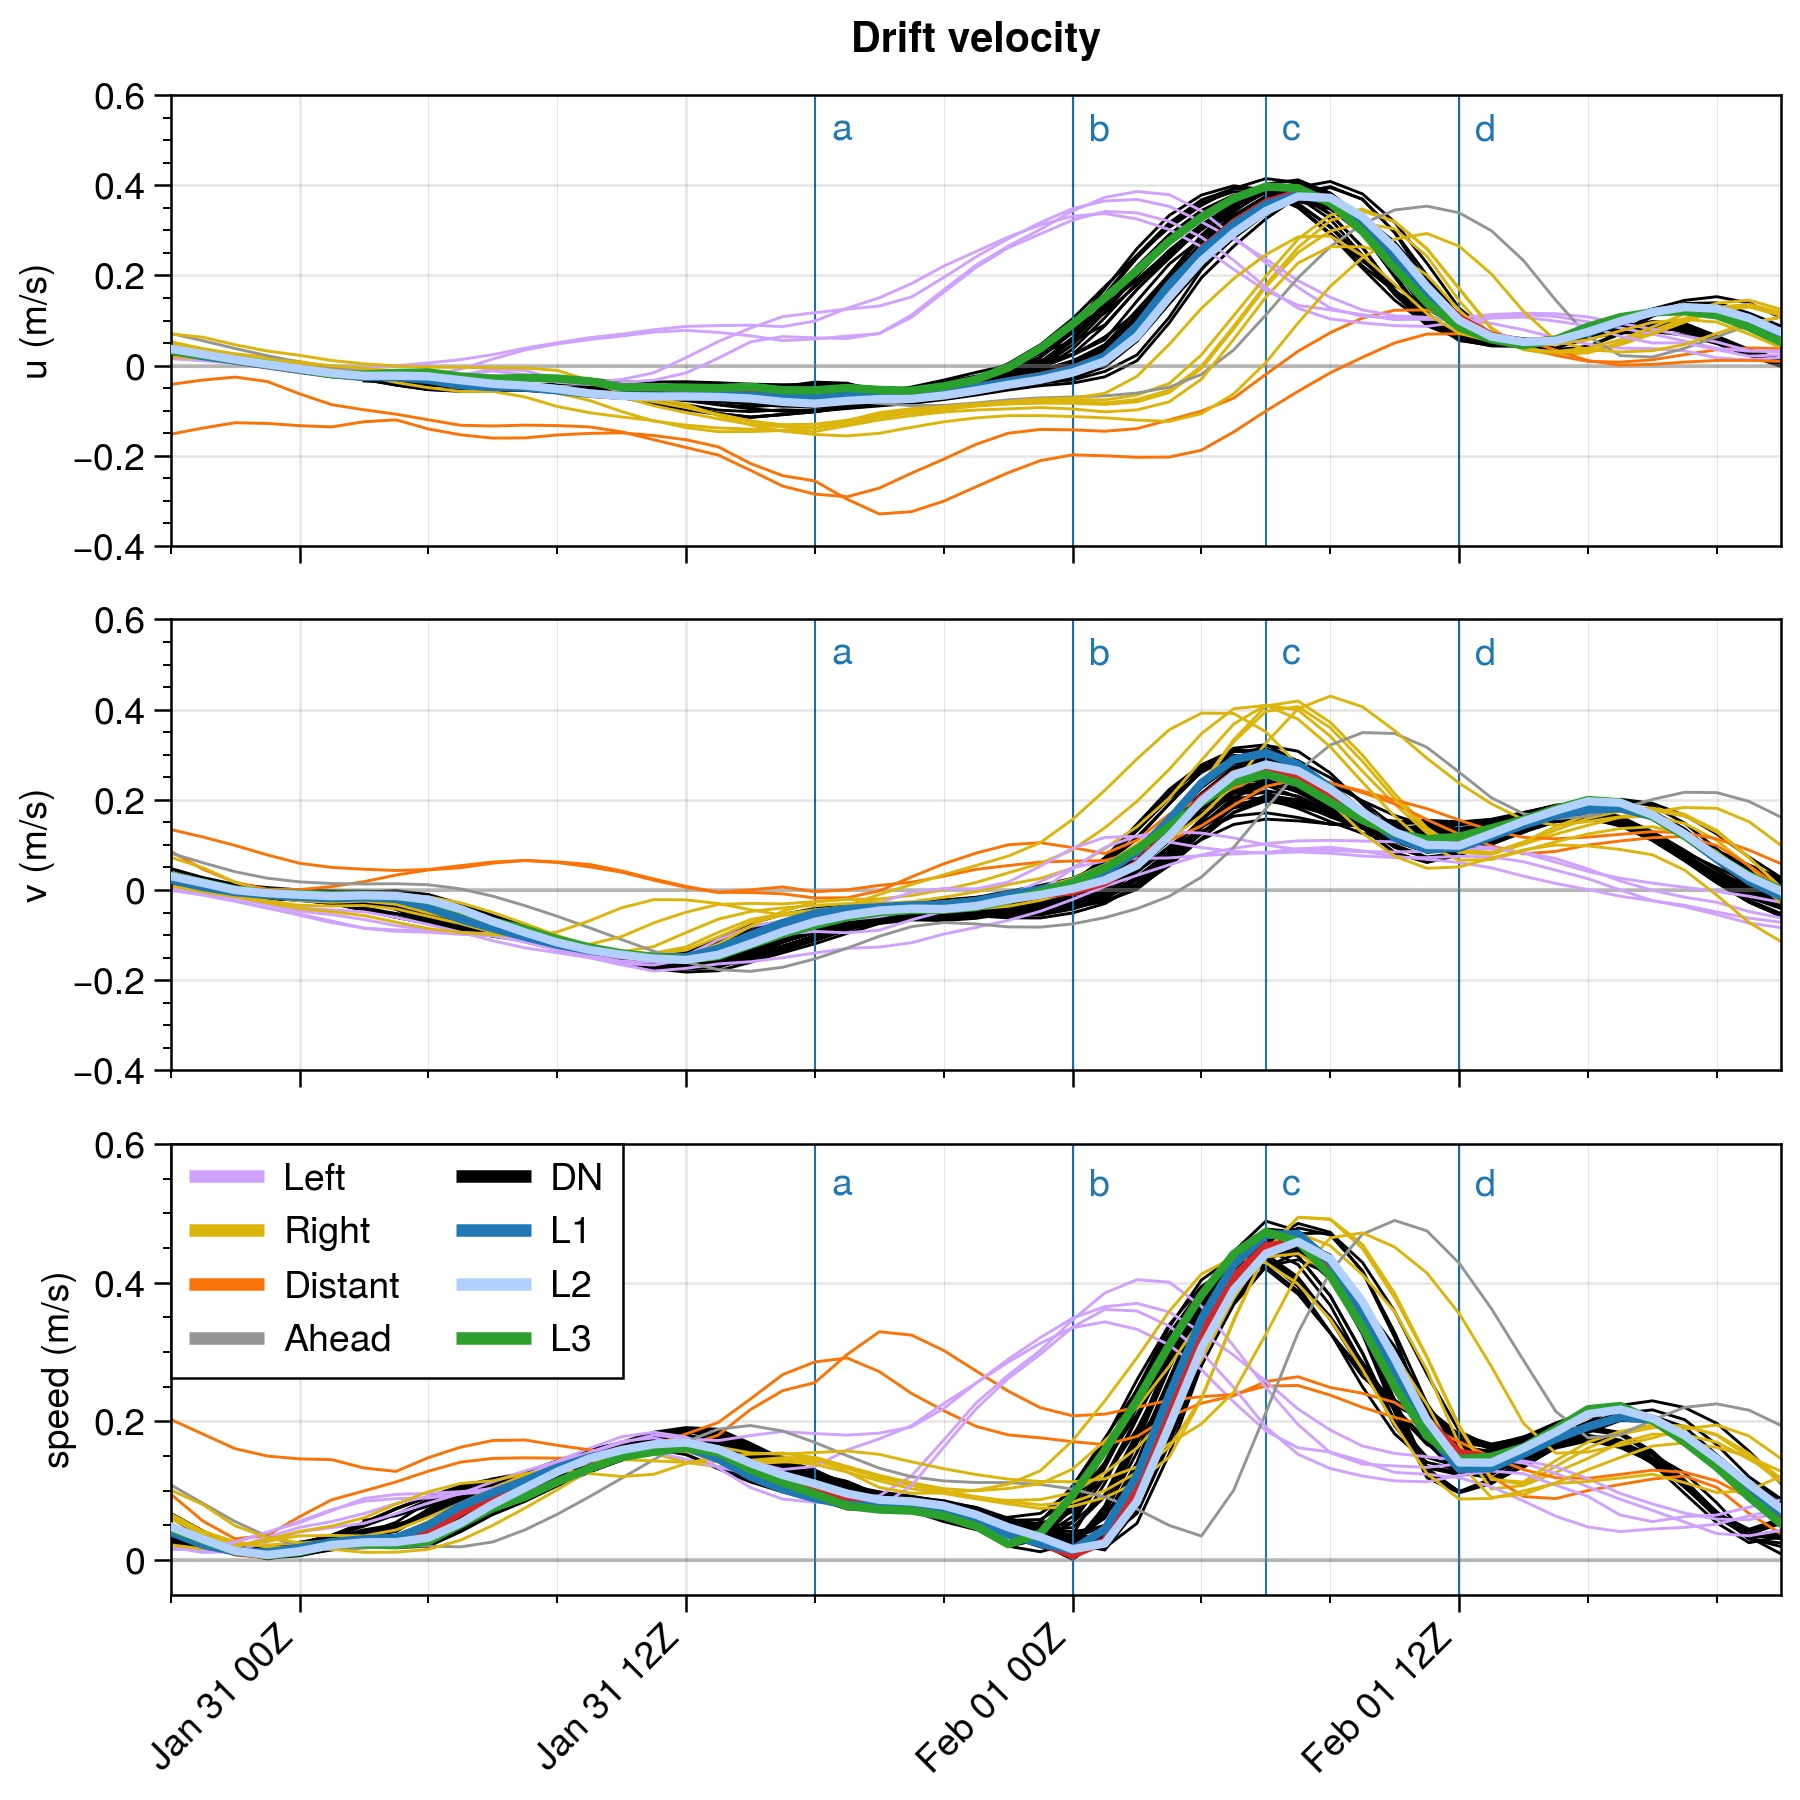 Drift velocity
0.6
0.4
0.2
0
−0.2
−0.4
u (m/s)
a
b
c
d
0.6
0.4
0.2
0
−0.2
−0.4
v (m/s)
a
b
c
d
0.6
0.4
0.2
0
speed (m/s)
Left
DN
Right
L1
Distant
L2
Ahead
L3
a
b
c
d
Jan 31 00Z
Jan 31 12Z
Feb 01 00Z
Feb 01 12Z